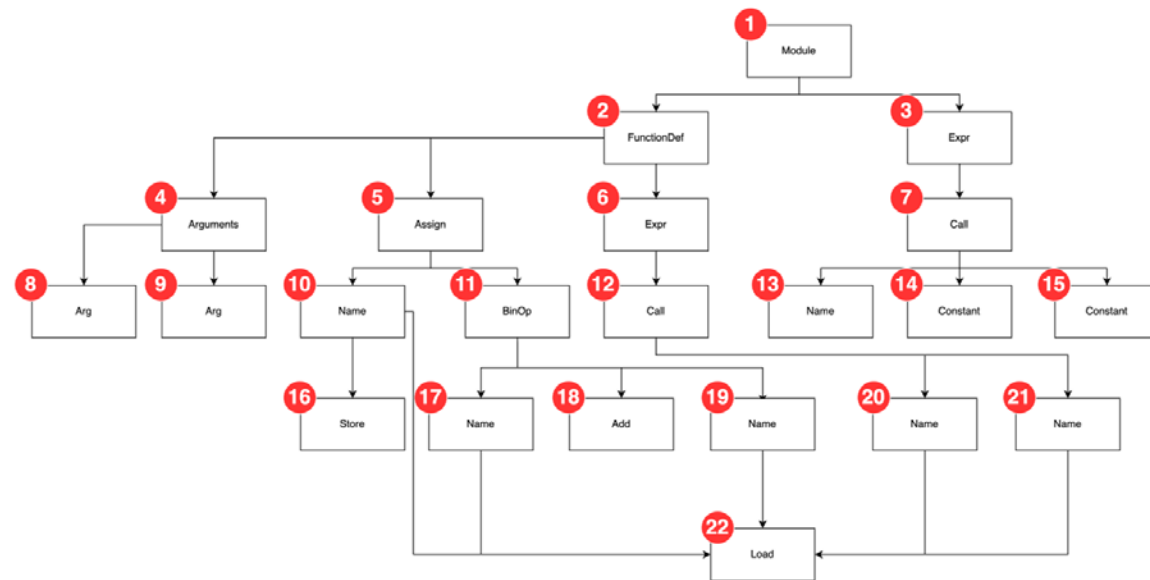 1
Module
2
FunctionDef
3
Expr
4
Arguments
5
Assign
6
Expr
7
Call
8
Arg
9
Arg
10
Name
11
BinOp
12
Call
13
Name
14
Constant
15
Constant
16
Store
17
Name
18
Add
19
Name
20
Name
21
Name
22
Load